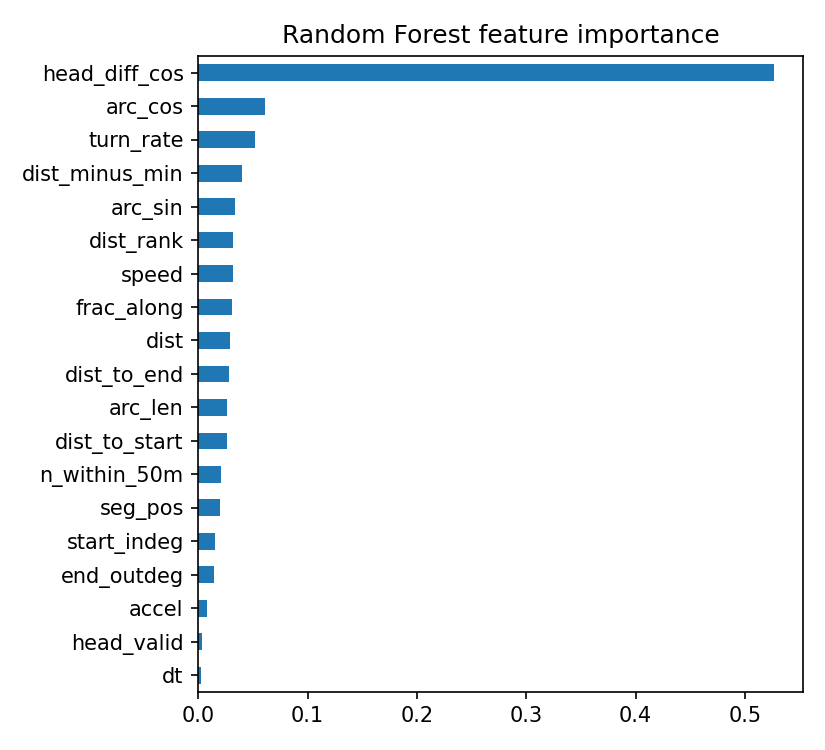 Random Forest feature importance
head_diff_cos
arc_cos
turn_rate
dist_minus_min
arc_sin
dist_rank
speed
frac_along
dist
dist_to_end
arc_len
dist_to_start
n_within_50m
seg_pos
start_indeg
end_outdeg
accel
head_valid
dt
0.0 0.1 0.2 0.3 0.4 0.5